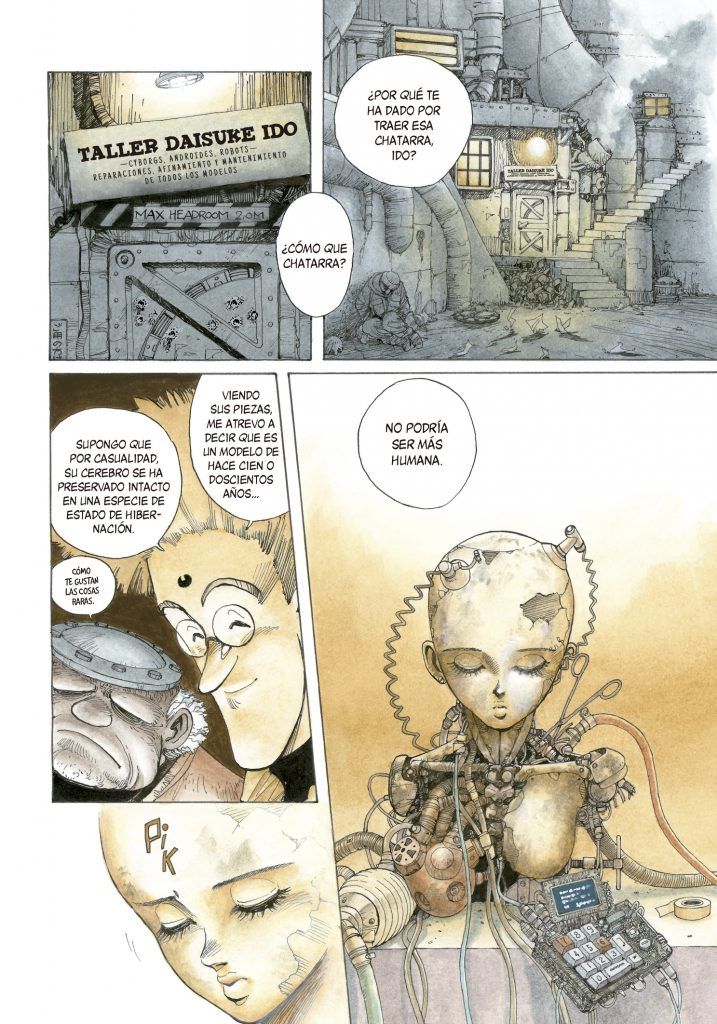 TALLER DAISUKE IDO
—CYBORGS, ANDROIDES, ROBOTS—
REPARACIONES, AFINAMIENTO Y MANTENIMIENTO
DE TODOS LOS MODELOS
MAX HEADROOM 2.0M
¿POR QUÉ TE
HA DADO POR
TRAER ESA
CHATARRA,
IDO?
TALLER DAISUKE IDO
¿CÓMO QUE
CHATARRA?
VIENDO
SUS PIEZAS,
ME ATREVO A
DECIR QUE ES
UN MODELO DE
HACE CIEN O
DOSCIENTOS
AÑOS...
SUPONGO QUE
POR CASUALIDAD,
SU CEREBRO SE HA
PRESERVADO INTACTO
EN UNA ESPECIE DE
ESTADO DE HIBER-
NACIÓN.
CÓMO
TE GUSTAN
LAS COSAS
RARAS.
NO PODRÍA
SER MÁS
HUMANA.
PiK